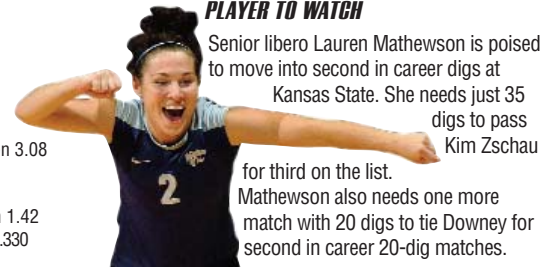 PLAYER TO WATCH
Senior libero Lauren Mathewson is poised
to move into second in career digs at
Kansas State. She needs just 35
digs to pass
Kim Zschau
for third on the list.
Mathewson also needs one more
match with 20 digs to tie Downey for
second in career 20-dig matches.
n 3.08
1.42
.330
2